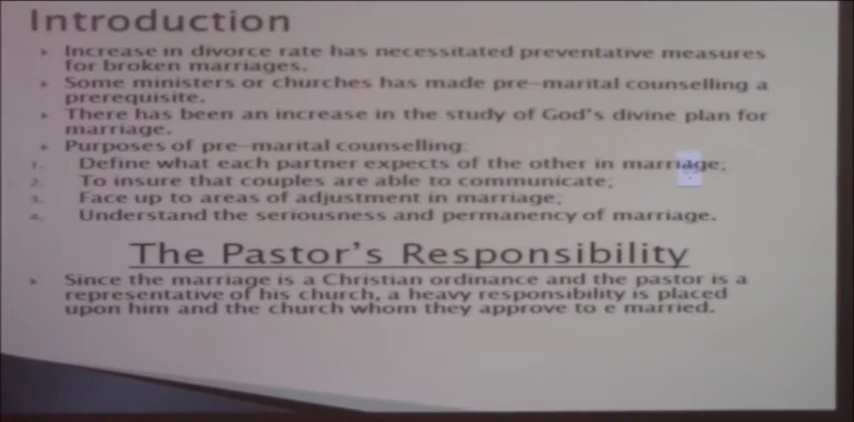 Introduction
Increase in divorce rate has necessitated preventative measures
for broken marriages.
Some ministers or churches has made pre-marital counselling a
prerequisite.
There has been an increase in the study of God's divine plan for
marriage.
Purposes of pre-marital counselling:
1. Define what each partner expects of the other in marriage;
2. To insure that couples are able to communicate;
3. Face up to areas of adjustment in marriage;
4. Understand the seriousness and permanency of marriage.
The Pastor's Responsibility
Since the marriage is a Christian ordinance and the pastor is a
representative of his church, a heavy responsibility is placed
upon him and the church whom they approve to e married.